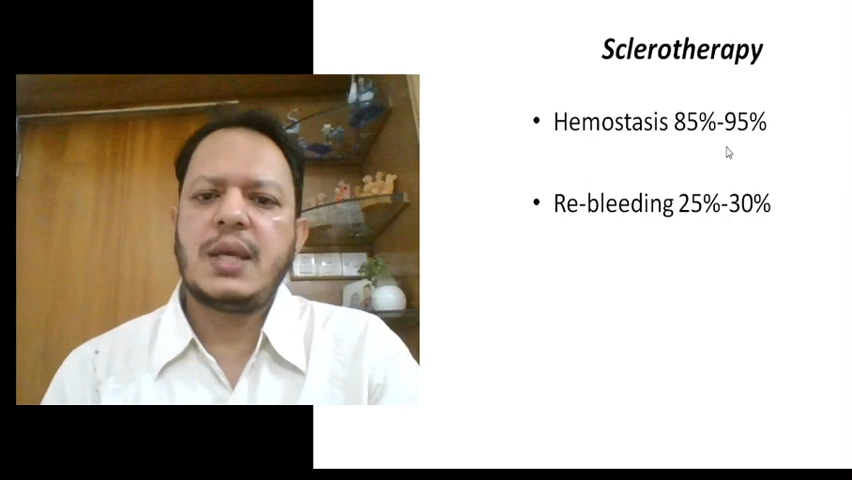 Sclerotherapy
• Hemostasis 85%-95%
• Re-bleeding 25%-30%